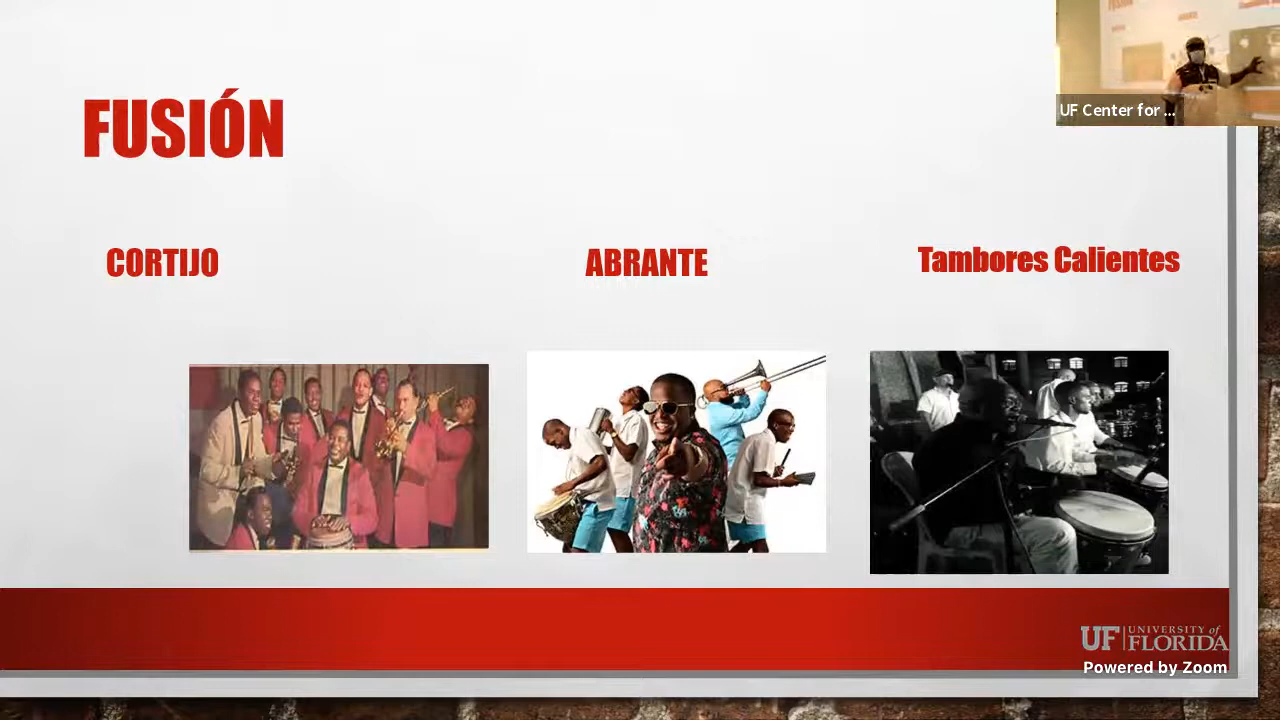 UF Center for ...
FUSIÓN
CORTIJO
ABRANTE
Tambores Calientes
UF UNIVERSITY of
FLORIDA
Powered by Zoom